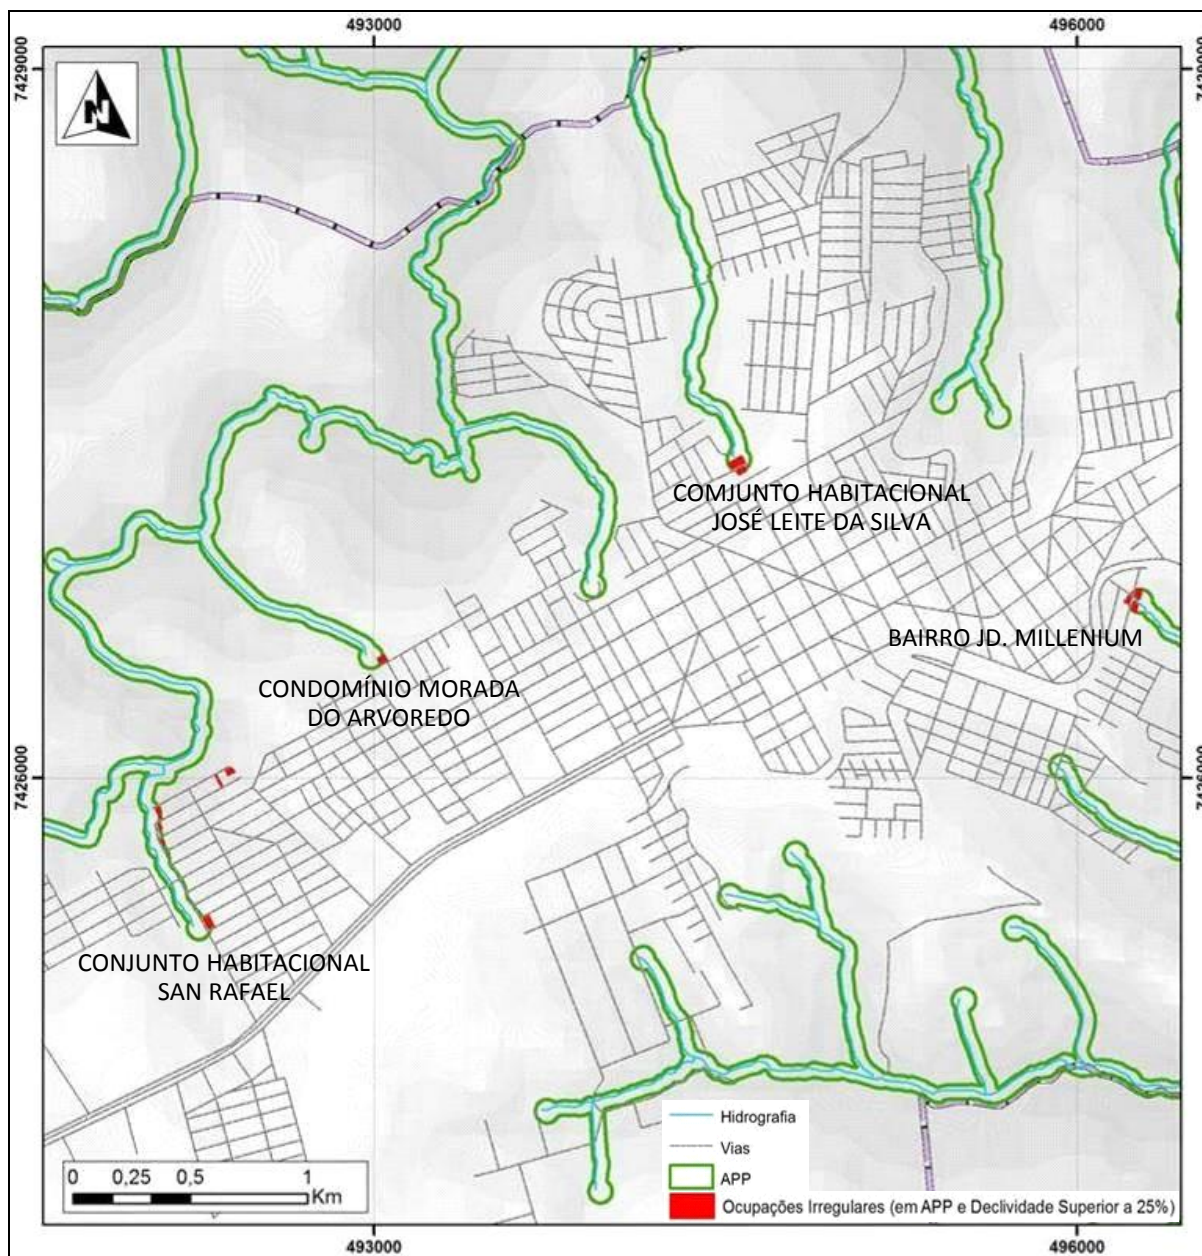 493000
496000
7429000
7429000
N
COMJUNTO HABITACIONAL
JOSÉ LEITE DA SILVA
BAIRRO JD. MILLENIUM
CONDOMÍNIO MORADA
DO ARVOREDO
7426000
7426000
CONJUNTO HABITACIONAL
SAN RAFAEL
Hidrografia
Vias
APP
Ocupações Irregulares (em APP e Declividade Superior a 25%)
0 0,25 0,5 1
Km
493000
496000